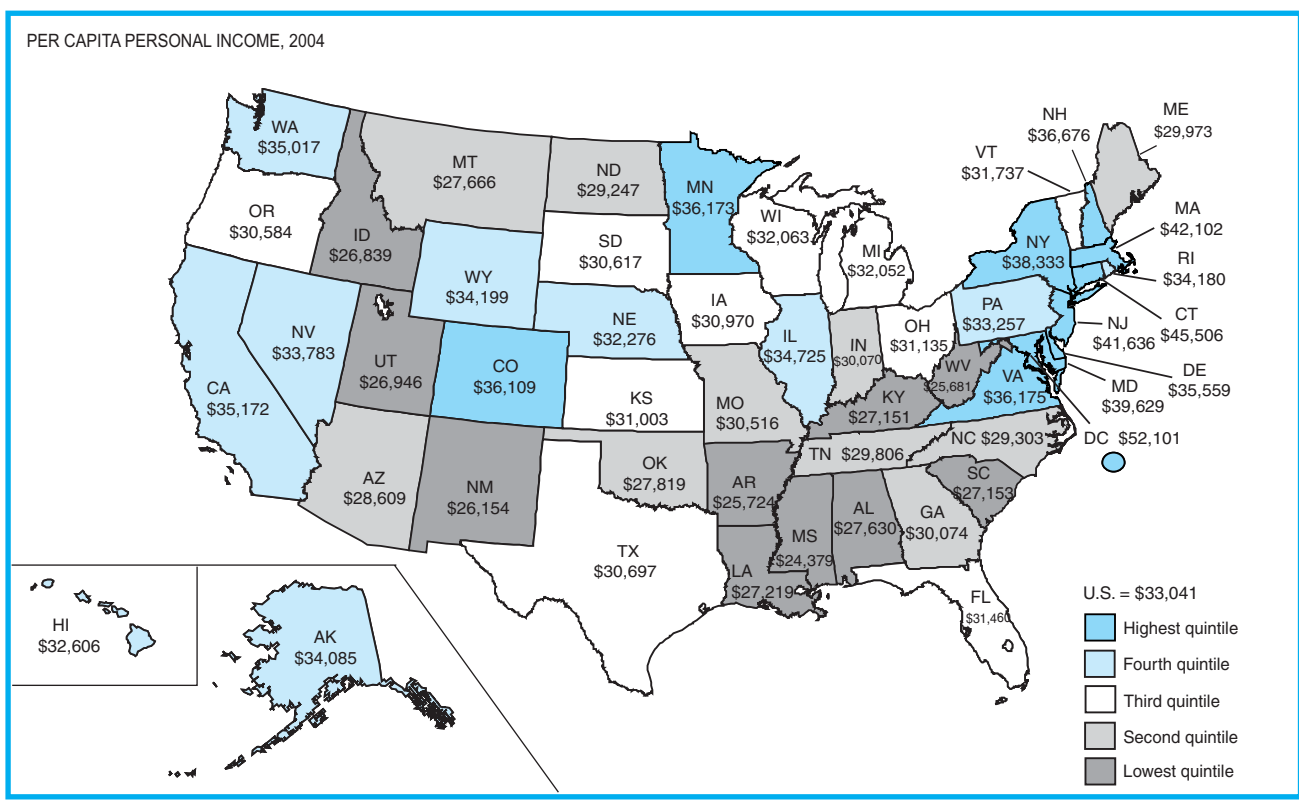 PER CAPITA PERSONAL INCOME, 2004
WA
$35,017
OR
$30,584
CA
$35,172
NV
$33,783
ID
$26,839
MT
$27,666
WY
$34,199
UT
$26,946
AZ
$28,609
CO
$36,109
NM
$26,154
ND
$29,247
SD
$30,617
NE
$32,276
KS
$31,003
OK
$27,819
TX
$30,697
MN
$36,173
IA
$30,970
MO
$30,516
AR
$25,724
LA
$27,219
WI
$32,063
IL
$34,725
MI
$32,052
IN
$30,070
OH
$31,135
KY
$27,151
TN $29,806
MS
$24,379
AL
$27,630
GA
$30,074
FL
$31,460
SC
$27,153
NC $29,303
VA
$36,175
WV
$25,681
PA
$33,257
NY
$38,333
VT
$31,737
NH
$36,676
ME
$29,973
MA
$42,102
RI
$34,180
CT
$45,506
NJ
$41,636
DE
$35,559
MD
$39,629
DC $52,101
HI
$32,606
AK
$34,085
U.S. = $33,041
Highest quintile
Fourth quintile
Third quintile
Second quintile
Lowest quintile